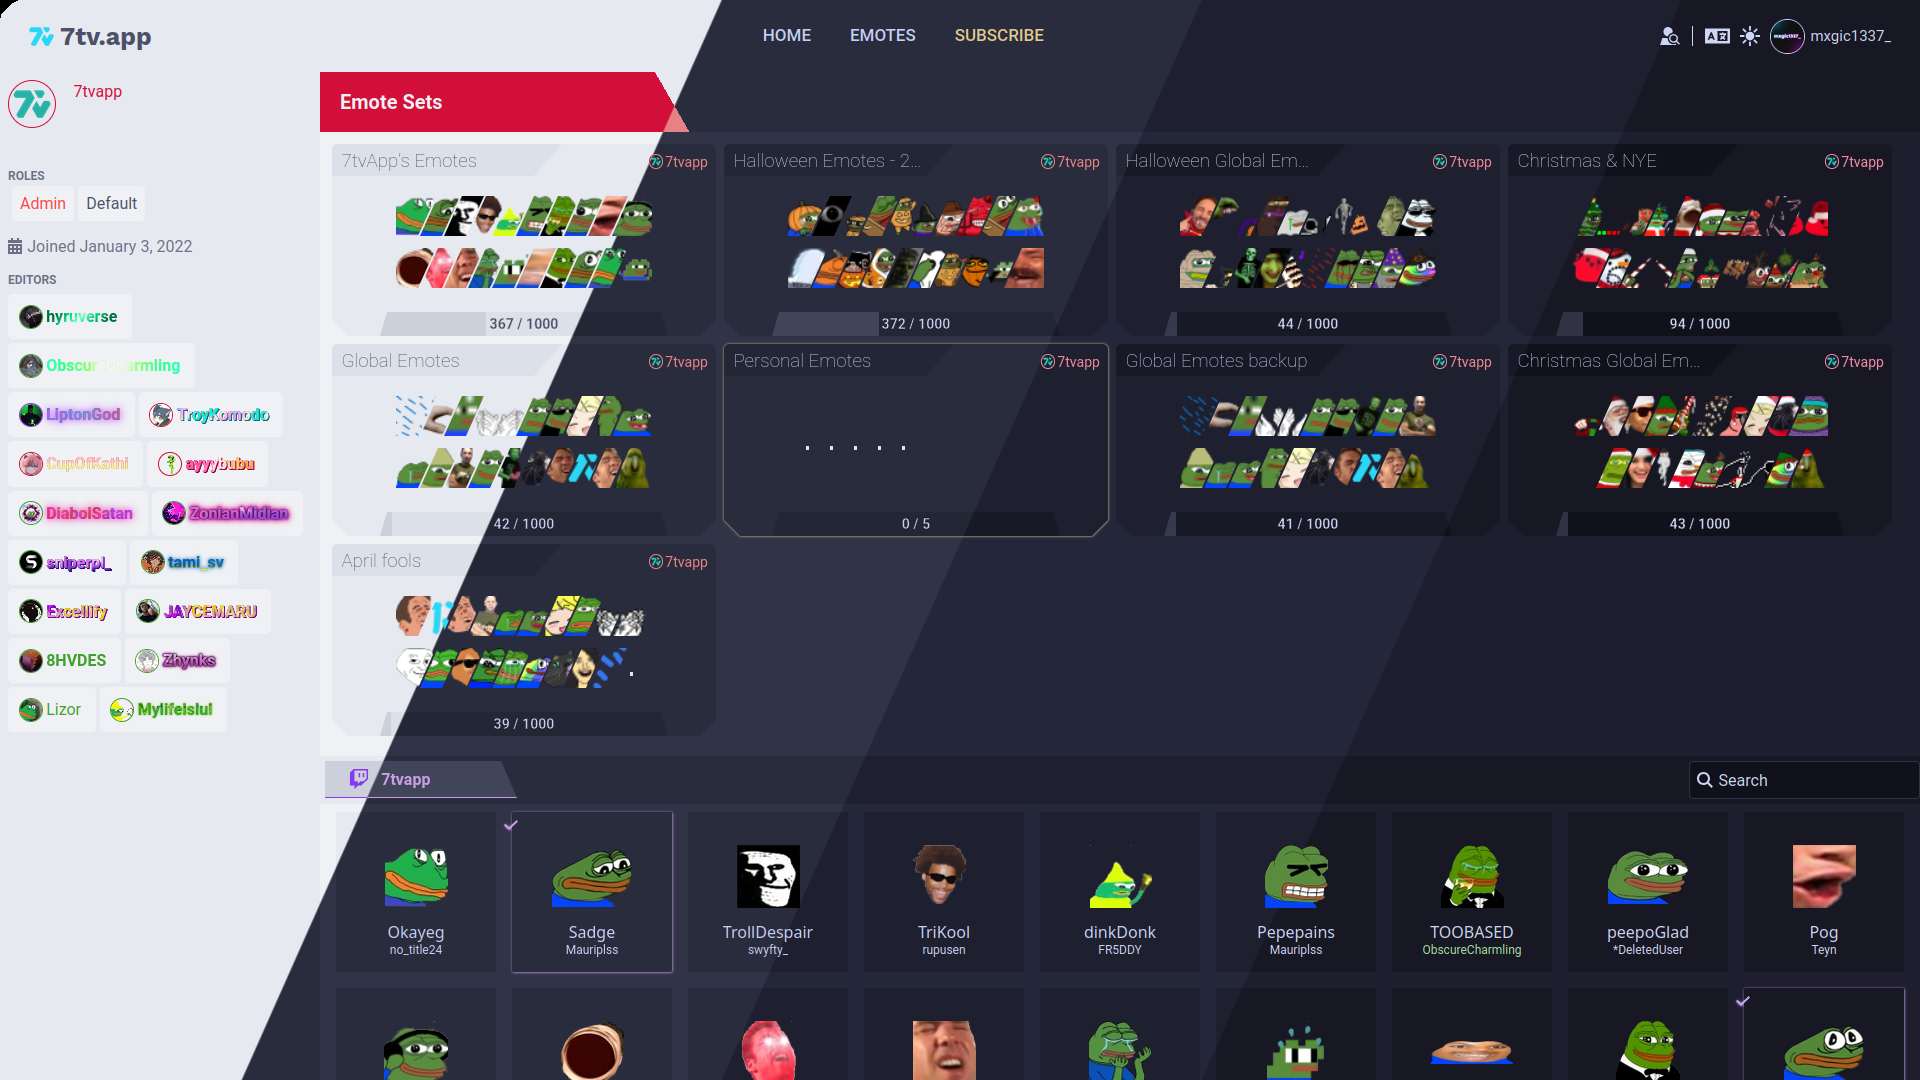 7tv.app
HOME
EMOTES
SUBSCRIBE
mxgic1337_
7tvapp
ROLES
Admin
Default
Joined January 3, 2022
EDITORS
hyruverse
ObscureCharmling
LiptonGod
TroyKomodo
CupOfKathi
ayyybubu
DiabolSatan
ZonianMidian
sniperpl_
tami_sv
Excellify
JAYCEMARU
8HVDES
Zhynks
Lizor
Mylifeislul
Emote Sets
7tvApp's Emotes
7tvapp
367 / 1000
Halloween Emotes - 2...
7tvapp
372 / 1000
Halloween Global Em...
7tvapp
44 / 1000
Christmas & NYE
7tvapp
94 / 1000
Global Emotes
7tvapp
42 / 1000
Personal Emotes
7tvapp
0 / 5
Global Emotes backup
7tvapp
41 / 1000
Christmas Global Em...
7tvapp
43 / 1000
April fools
7tvapp
39 / 1000
7tvapp
Search
Okayeg
no_title24
Sadge
Mauriplss
TrollDespair
swyfty_
TriKool
rupusen
dinkDonk
FR5DDY
Pepepains
Mauriplss
TOOBASED
ObscureCharmling
peepoGlad
*DeletedUser
Pog
Teyn